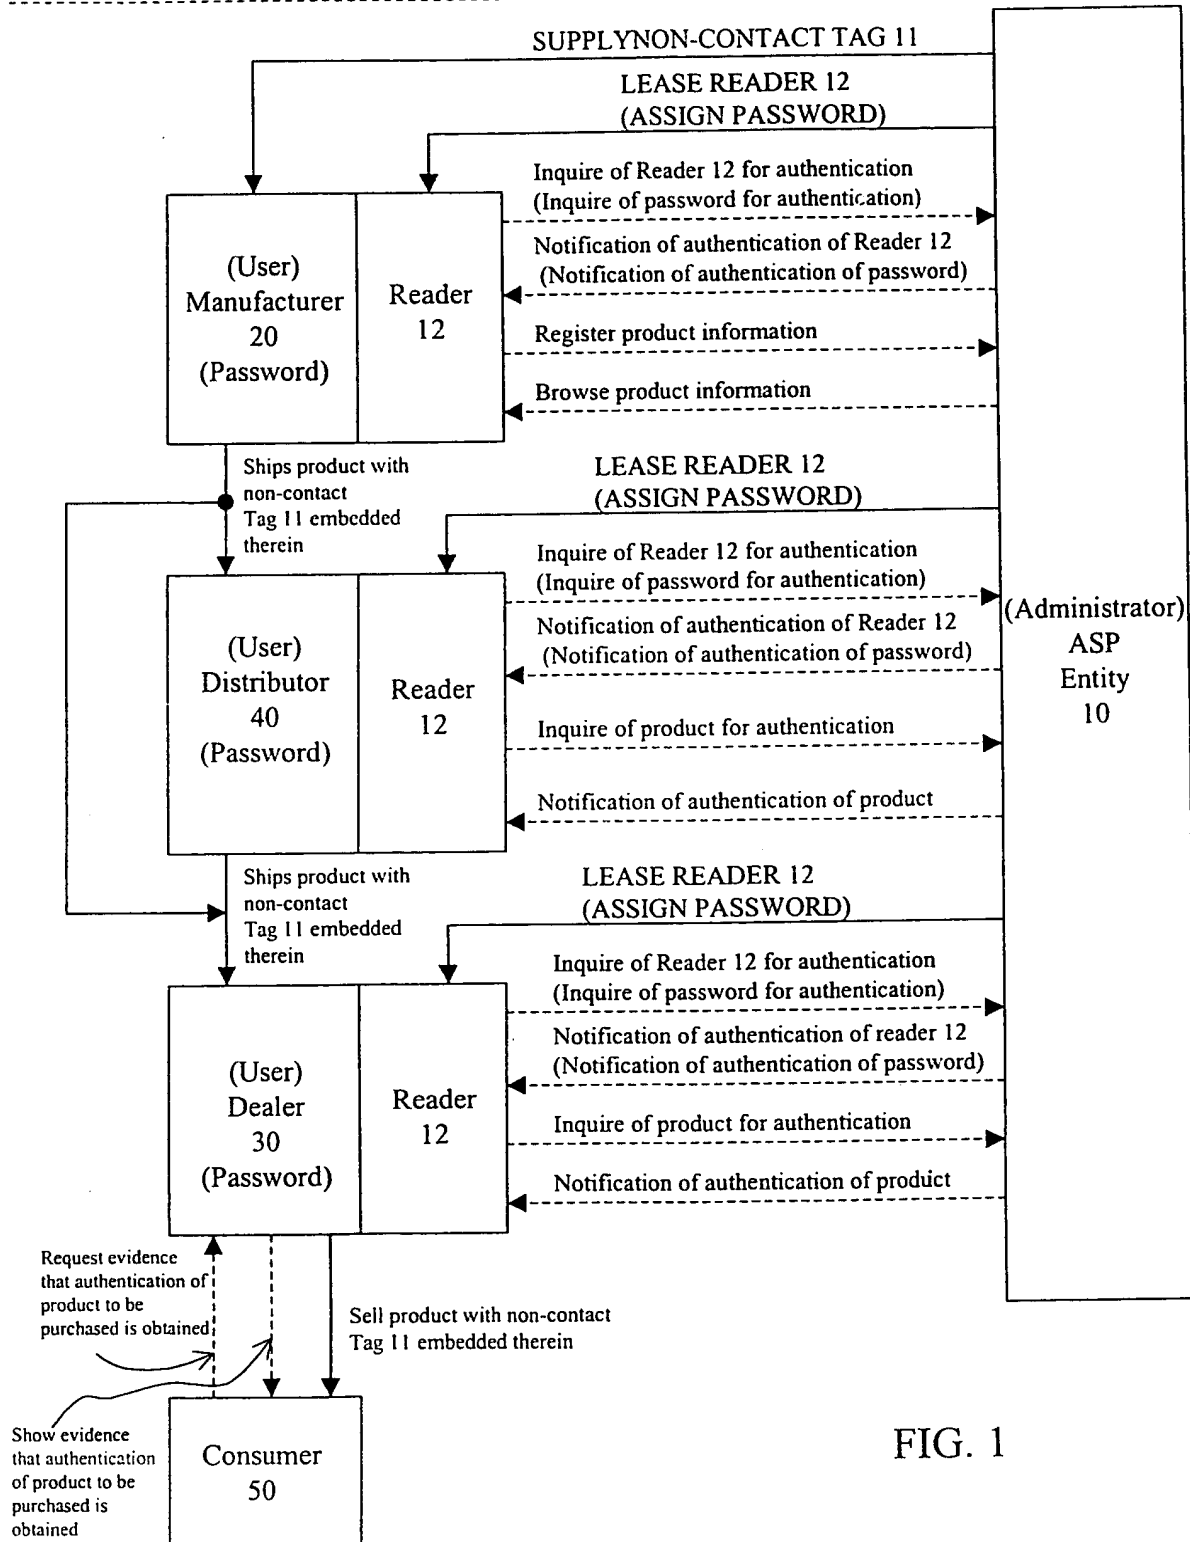 SUPPLYNON-CONTACT TAG 11
LEASE READER 12
(ASSIGN PASSWORD)
Inquire of Reader 12 for authentication
(Inquire of password for authentication)
Notification of authentication of Reader 12
(Notification of authentication of password)
Register product information
Browse product information
(User)
Manufacturer
20
(Password)
Reader
12
Ships product with
non-contact
Tag 11 embedded
therein
LEASE READER 12
(ASSIGN PASSWORD)
Inquire of Reader 12 for authentication
(Inquire of password for authentication)
Notification of authentication of Reader 12
(Notification of authentication of password)
Inquire of product for authentication
Notification of authentication of product
(User)
Distributor
40
(Password)
Reader
12
(Administrator)
ASP
Entity
10
Ships product with
non-contact
Tag 11 embedded
therein
LEASE READER 12
(ASSIGN PASSWORD)
Inquire of Reader 12 for authentication
(Inquire of password for authentication)
Notification of authentication of reader 12
(Notification of authentication of password)
Inquire of product for authentication
Notification of authentication of product
(User)
Dealer
30
(Password)
Reader
12
Request evidence
that authentication of
product to be
purchased is obtained
Sell product with non-contact
Tag 11 embedded therein
Show evidence
that authentication
of product to be
purchased is
obtained
Consumer
50
FIG. 1